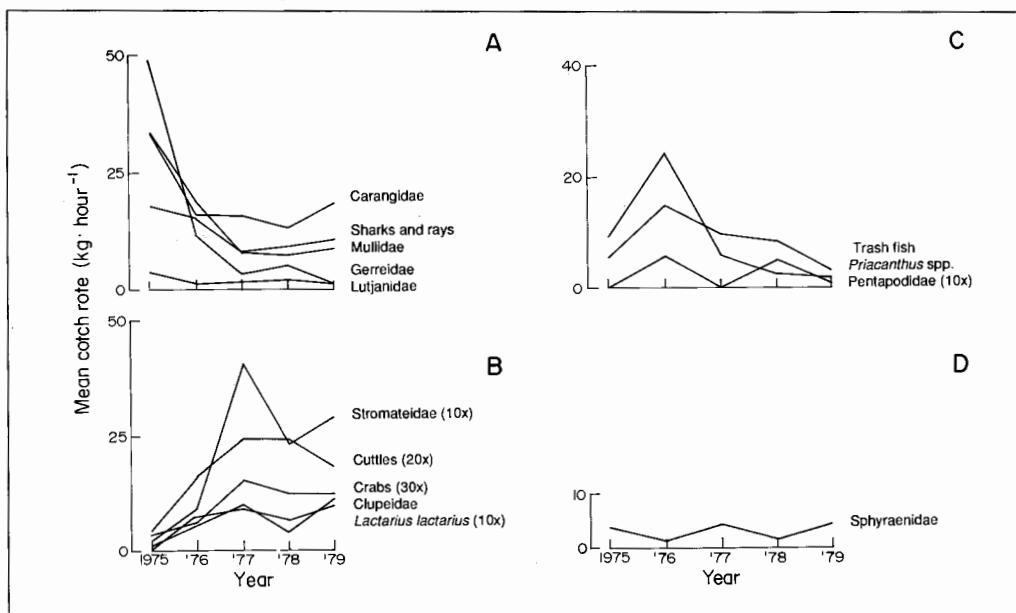 A
50
25
0
Carangidae
Sharks and rays
Mullidae
Gerreidae
Lutjanidae
Mean catch rate (kg· hour⁻¹)
B
50
25
0
Stromateidae (10x)
Cuttles (20x)
Crabs (30x)
Clupeidae
Lactarius lactarius (10x)
1975 '76 '77 '78 '79
Year
C
40
20
0
Trash fish
Priacanthus spp.
Pentapodidae (10x)
D
10
0
Sphyraenidae
1975 '76 '77 '78 '79
Year